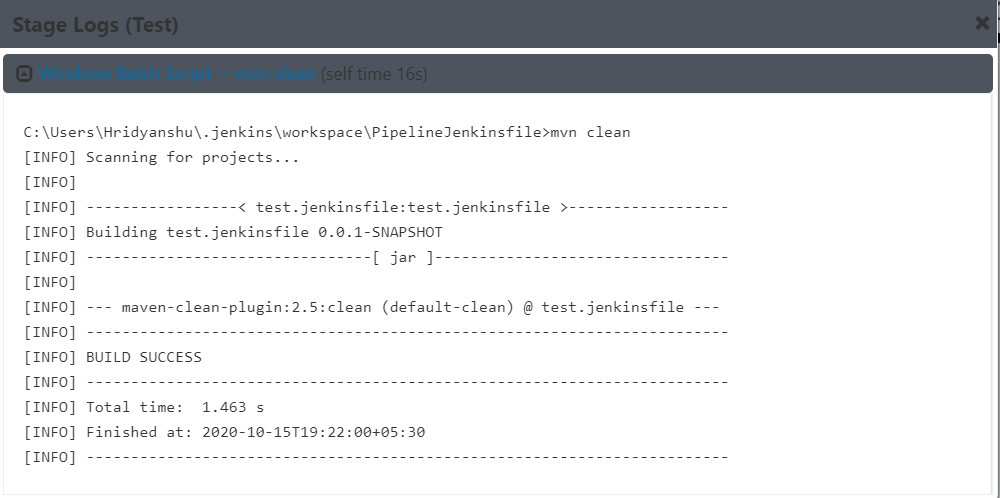 Stage Logs (Test)
Windows Batch Script -- mvn clean (self time 16s)
C:\Users\Hridyanshu\.jenkins\workspace\PipelineJenkinsfile>mvn clean
[INFO] Scanning for projects...
[INFO]
[INFO] -----------------< test.jenkinsfile:test.jenkinsfile >------------------
[INFO] Building test.jenkinsfile 0.0.1-SNAPSHOT
[INFO] --------------------------------[ jar ]---------------------------------
[INFO]
[INFO] --- maven-clean-plugin:2.5:clean (default-clean) @ test.jenkinsfile ---
[INFO] ------------------------------------------------------------------------
[INFO] BUILD SUCCESS
[INFO] ------------------------------------------------------------------------
[INFO] Total time:  1.463 s
[INFO] Finished at: 2020-10-15T19:22:00+05:30
[INFO] ------------------------------------------------------------------------